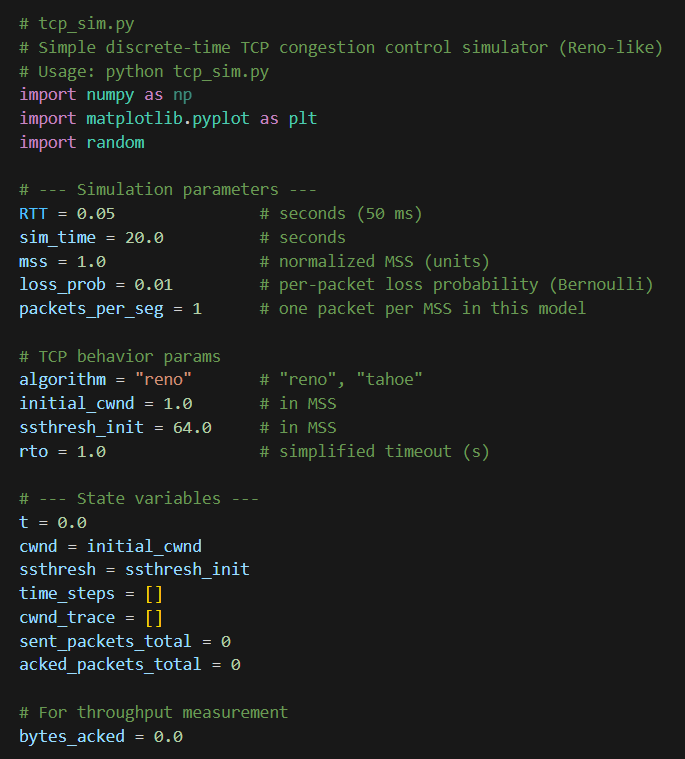 # tcp_sim.py
# Simple discrete-time TCP congestion control simulator (Reno-like)
# Usage: python tcp_sim.py
import numpy as np
import matplotlib.pyplot as plt
import random

# --- Simulation parameters ---
RTT = 0.05               # seconds (50 ms)
sim_time = 20.0          # seconds
mss = 1.0                # normalized MSS (units)
loss_prob = 0.01         # per-packet loss probability (Bernoulli)
packets_per_seg = 1      # one packet per MSS in this model

# TCP behavior params
algorithm = "reno"       # "reno", "tahoe"
initial_cwnd = 1.0       # in MSS
ssthresh_init = 64.0     # in MSS
rto = 1.0                # simplified timeout (s)

# --- State variables ---
t = 0.0
cwnd = initial_cwnd
ssthresh = ssthresh_init
time_steps = []
cwnd_trace = []
sent_packets_total = 0
acked_packets_total = 0

# For throughput measurement
bytes_acked = 0.0